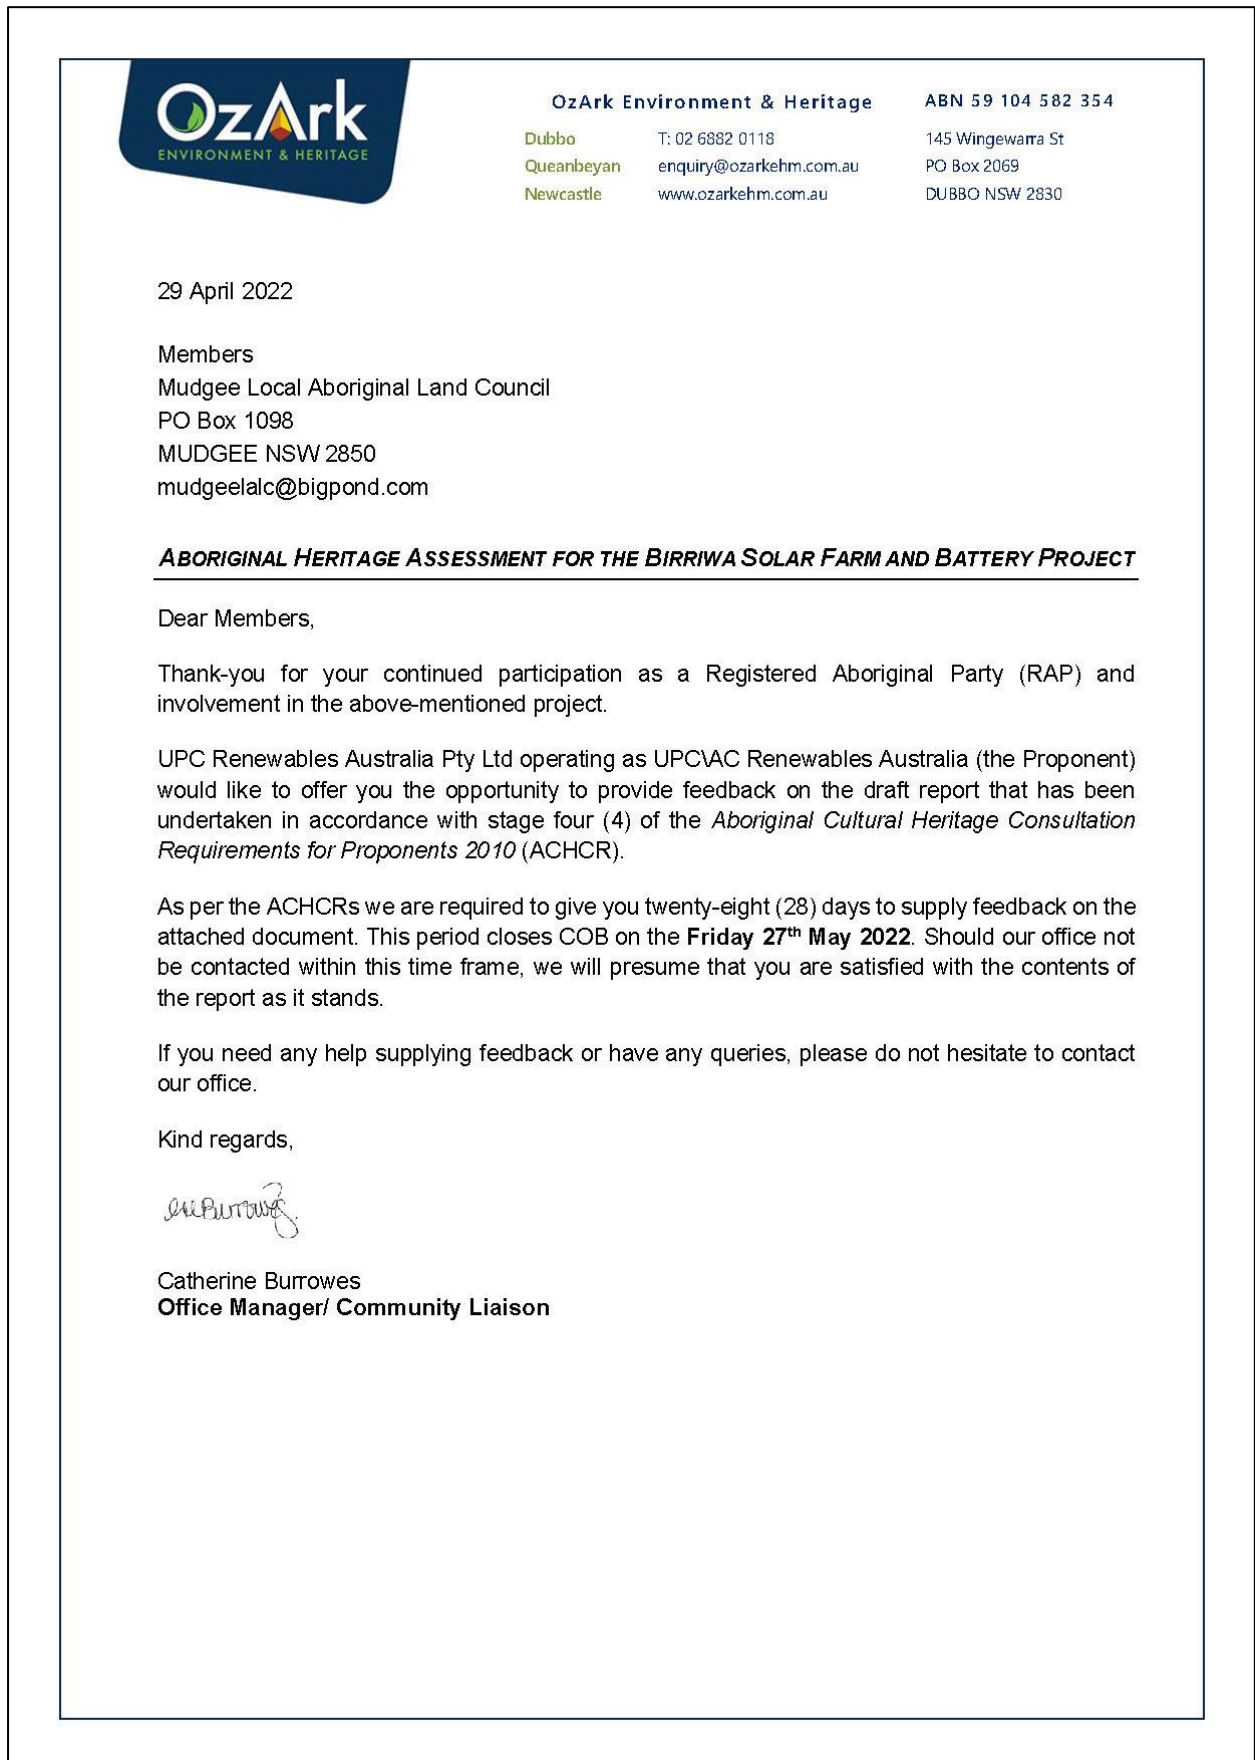 OzArk
ENVIRONMENT & HERITAGE
OzArk Environment & Heritage ABN 59 104 582 354
Dubbo T: 02 6882 0118 145 Wingewarra St
Queanbeyan enquiry@ozarkehm.com.au PO Box 2069
Newcastle www.ozarkehm.com.au DUBBO NSW 2830
29 April 2022
Members
Mudgee Local Aboriginal Land Council
PO Box 1098
MUDGEE NSW 2850
mudgeelalc@bigpond.com
ABORIGINAL HERITAGE ASSESSMENT FOR THE BIRRIWA SOLAR FARM AND BATTERY PROJECT
Dear Members,
Thank-you for your continued participation as a Registered Aboriginal Party (RAP) and
involvement in the above-mentioned project.
UPC Renewables Australia Pty Ltd operating as UPC\AC Renewables Australia (the Proponent)
would like to offer you the opportunity to provide feedback on the draft report that has been
undertaken in accordance with stage four (4) of the Aboriginal Cultural Heritage Consultation
Requirements for Proponents 2010 (ACHCR).
As per the ACHCRs we are required to give you twenty-eight (28) days to supply feedback on the
attached document. This period closes COB on the Friday 27th May 2022. Should our office not
be contacted within this time frame, we will presume that you are satisfied with the contents of
the report as it stands.
If you need any help supplying feedback or have any queries, please do not hesitate to contact
our office.
Kind regards,
Catherine Burrowes
Office Manager/ Community Liaison